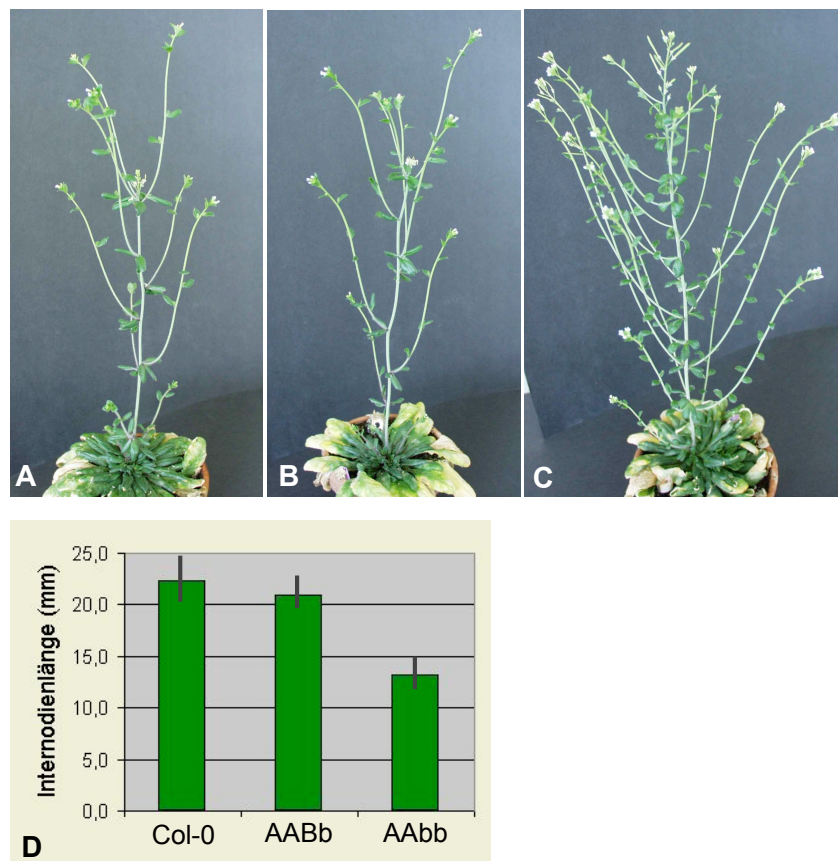 A
B
C
Internodienlänge (mm)
25,0
20,0
15,0
10,0
5,0
0,0
Col-0 AABb AAbb
D